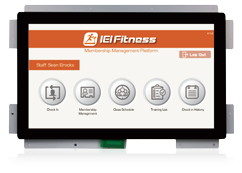 IEI Fitness
Membership Management Platform
Log Out
Staff: Sean Dinatto
Check In
Membership
Management
Class Schedule
Training List
Check-in History